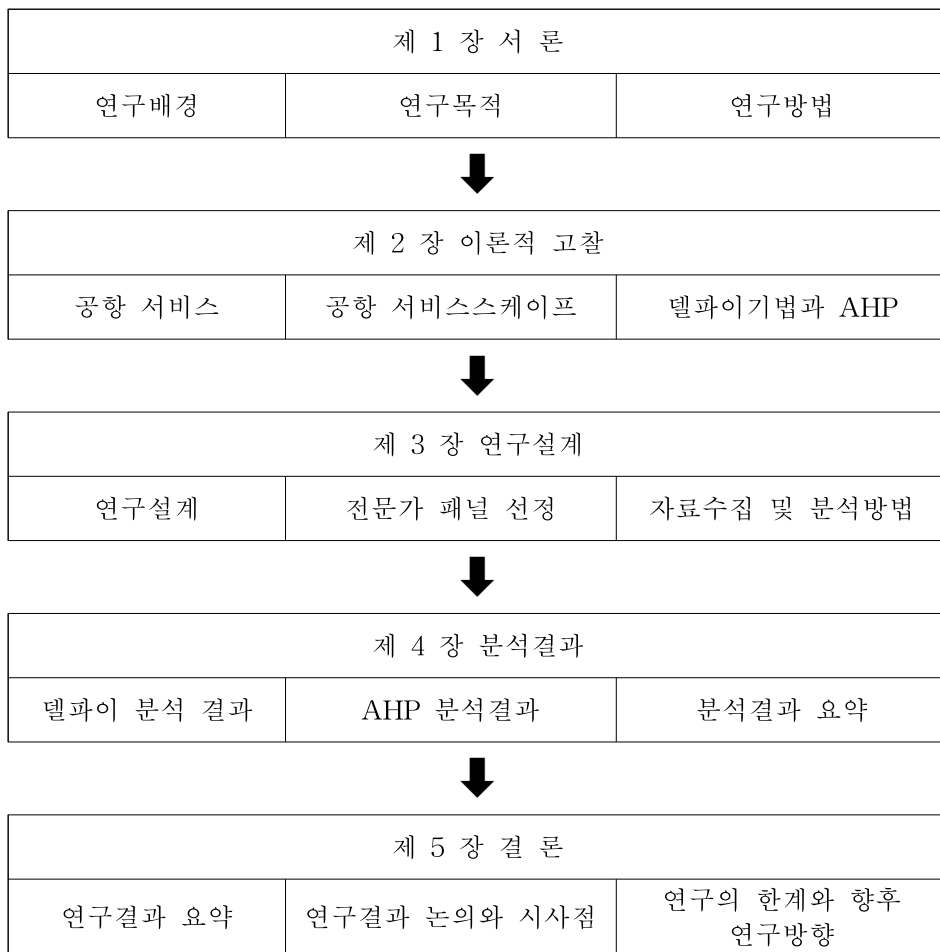 제 1 장 서 론
연구배경 연구목적 연구방법
제 2 장 이론적 고찰
공항 서비스 공항 서비스스케이프 델파이기법과 AHP
제 3 장 연구설계
연구설계 전문가 패널 선정 자료수집 및 분석방법
제 4 장 분석결과
델파이 분석 결과 AHP 분석결과 분석결과 요약
제 5 장 결 론
연구결과 요약 연구결과 논의와 시사점 연구의 한계와 향후
연구방향